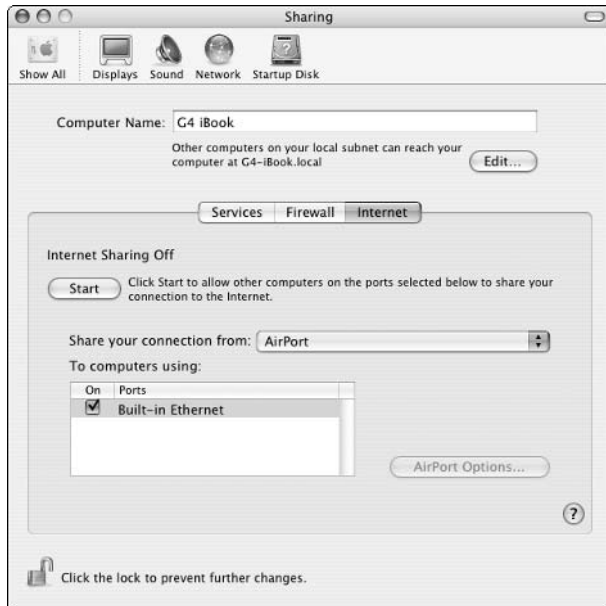 Sharing
Show All
Displays
Sound
Network
Startup Disk
Computer Name: G4 iBook
Other computers on your local subnet can reach your
computer at G4-iBook.local
Edit...
Services
Firewall
Internet
Internet Sharing Off
Start
Click Start to allow other computers on the ports selected below to share your
connection to the Internet.
Share your connection from: AirPort
To computers using:
On Ports
Built-in Ethernet
AirPort Options...
?
Click the lock to prevent further changes.